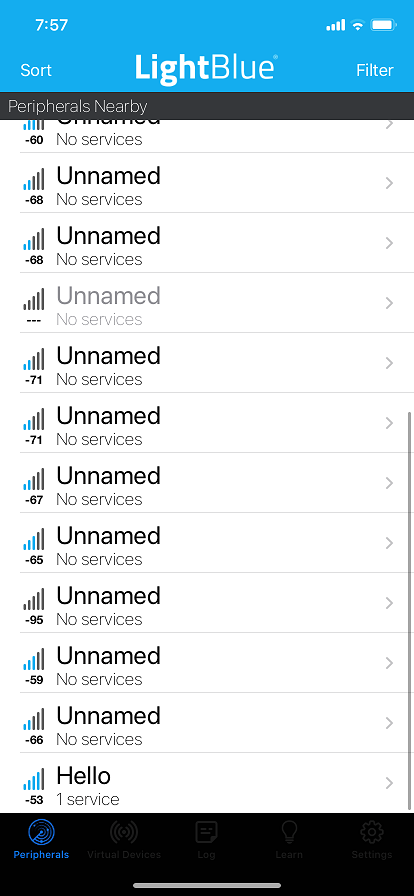 7:57
Sort
LightBlue®
Filter
Peripherals Nearby
Unnamed
-60
No services
Unnamed
-68
No services
Unnamed
-68
No services
Unnamed
---
No services
Unnamed
-71
No services
Unnamed
-71
No services
Unnamed
-67
No services
Unnamed
-65
No services
Unnamed
-95
No services
Unnamed
-59
No services
Unnamed
-66
No services
Hello
-53
1 service
Peripherals
Virtual Devices
Log
Learn
Settings